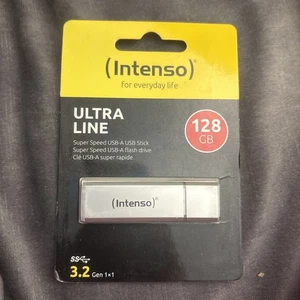 (intenso)
for everyday life
ULTRA
LINE
Super Speed USB-A USB Stick
Super Speed USB-A flash drive
Clé USB-A super rapide
128
GB
(intenso)
SS
3.2 Gen 1x1